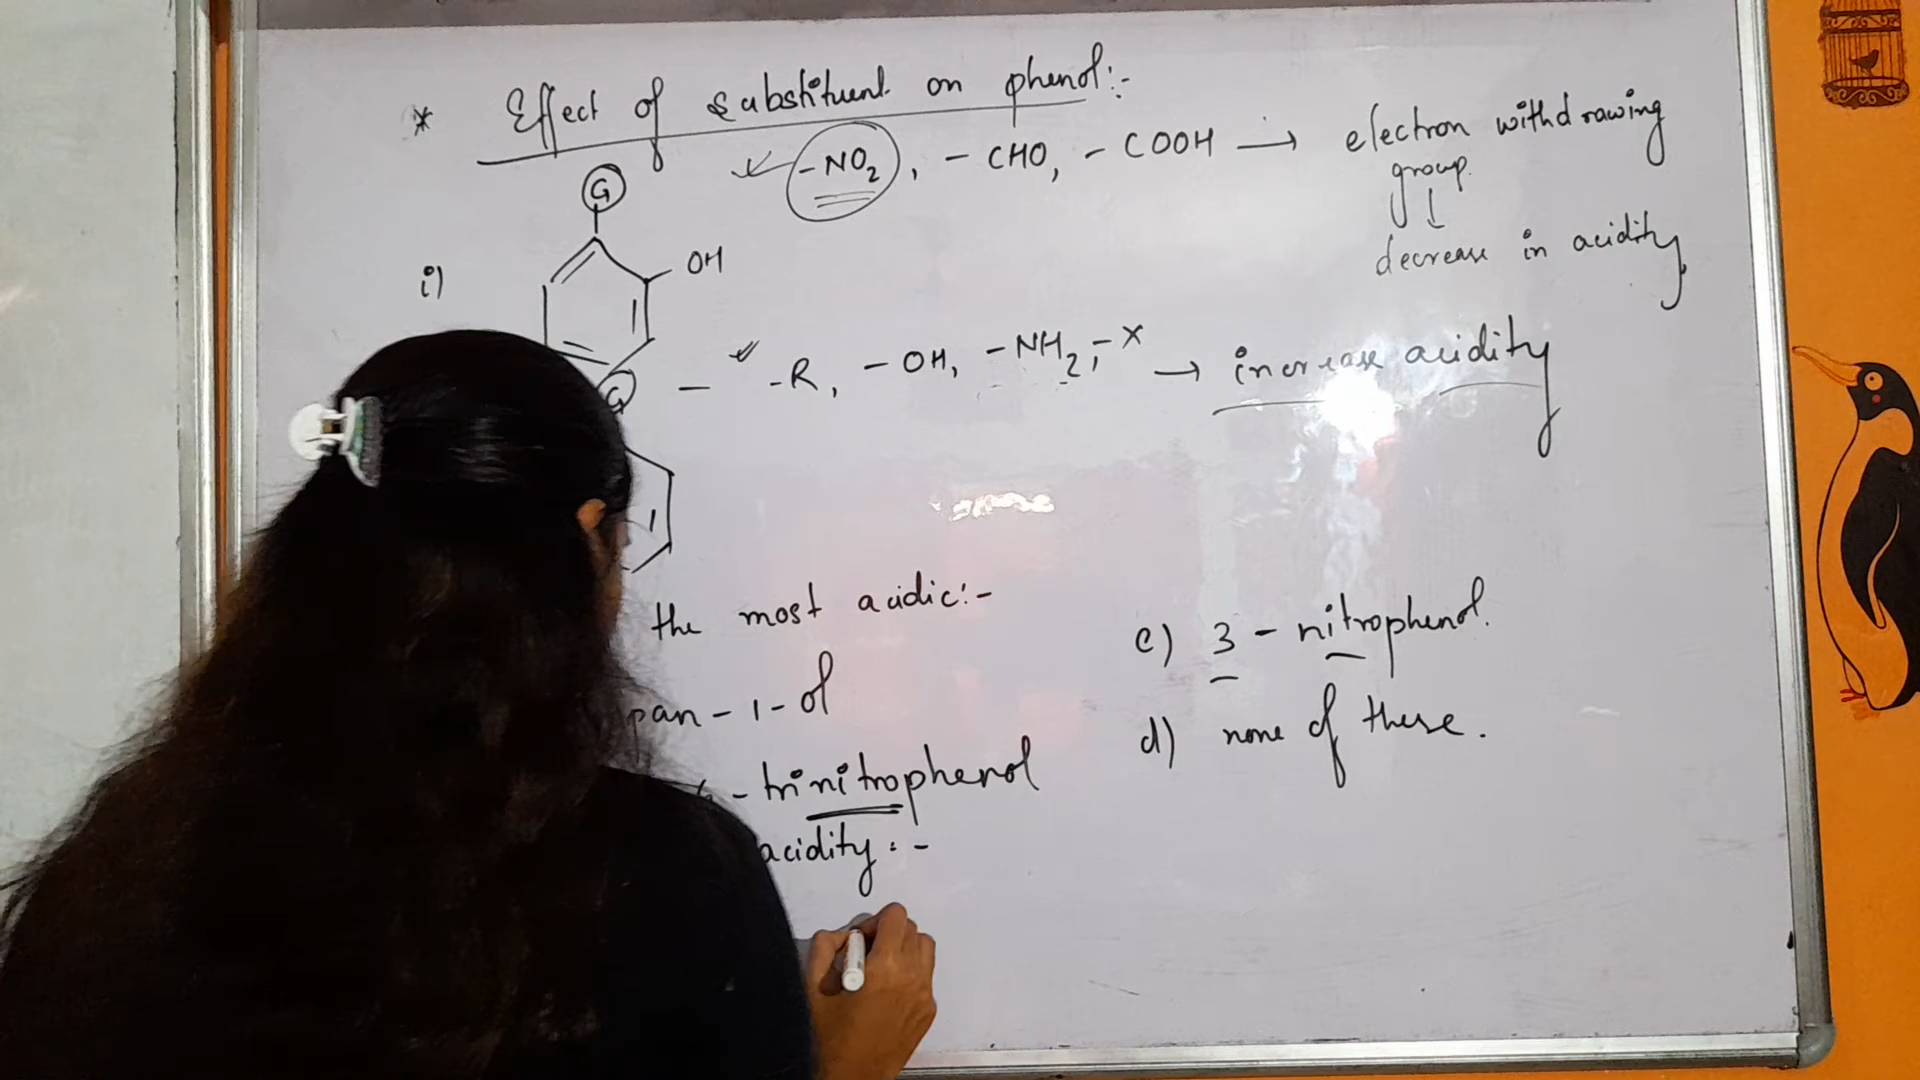 * Effect of substituent on phenol:-
-NO2, -CHO, -COOH → electron withdrawing
group.
↓
decrease in acidity
G
OH
i)
G - -R, -OH, -NH2, -X → increase acidity
the most acidic:-
pan-1-ol
6-trinitrophenol
c) 3-nitrophenol.
d) none of these.
acidity:-